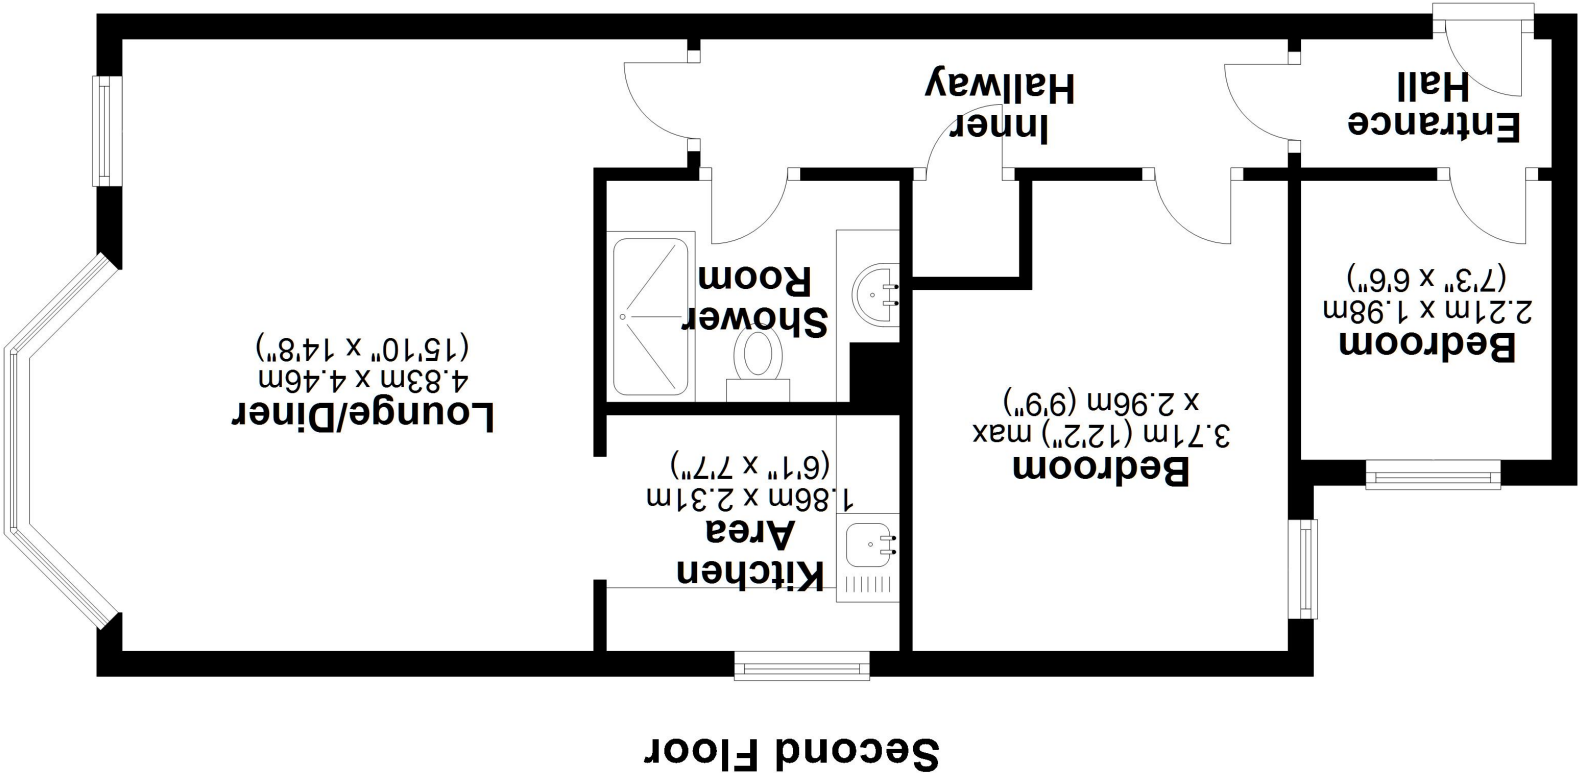 Second Floor
Kitchen
Area
1.86m x 2.31m
(6'1" x 7'7")
Bedroom
3.71m (12'2") max
x 2.96m (9'9")
Lounge/Diner
4.83m x 4.46m
(15'10" x 14'8")
Bedroom
2.21m x 1.98m
(7'3" x 6'6")
Shower
Room
Inner
Hallway
Entrance
Hall